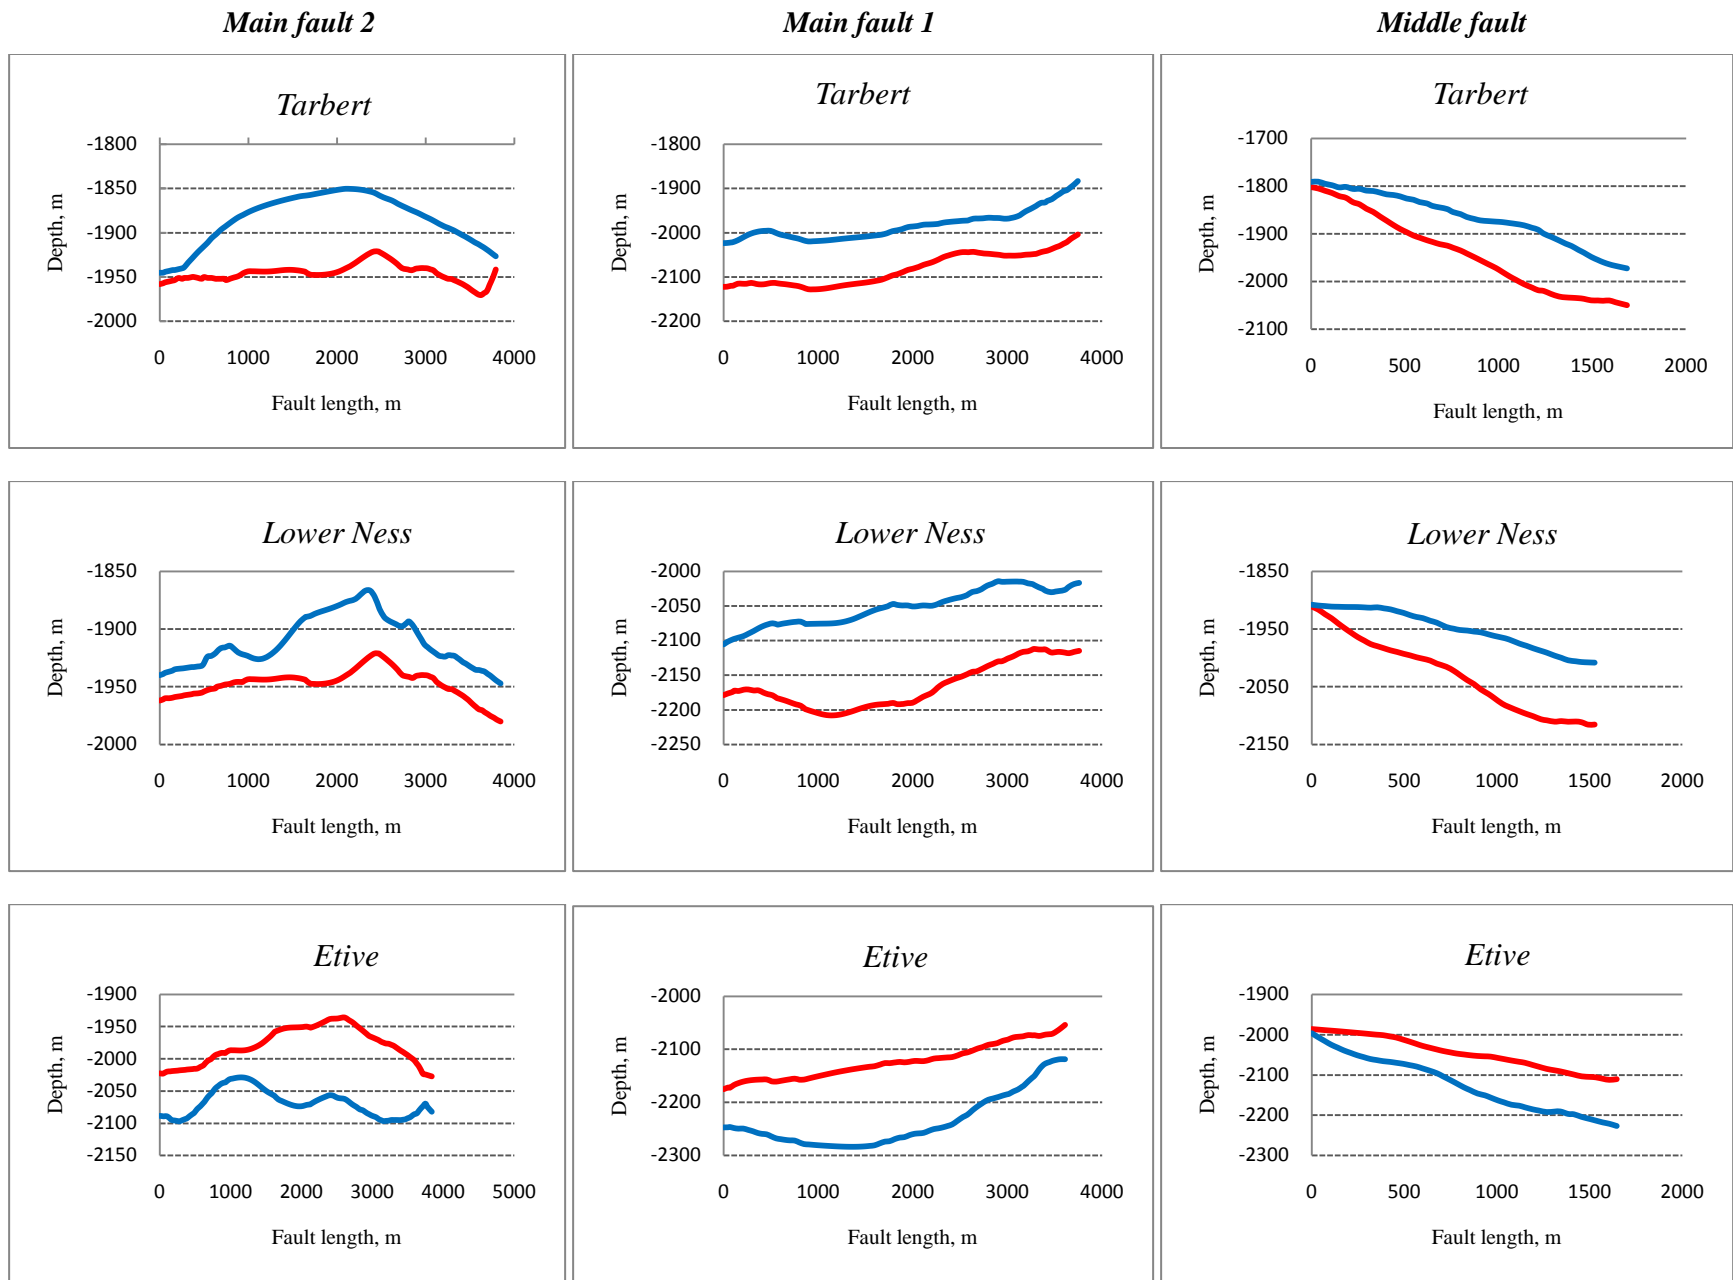 Main fault 2
Main fault 1
Middle fault
Tarbert
-1800
-1850
-1900
-1950
-2000
Depth, m
0 1000 2000 3000 4000
Fault length, m
Tarbert
-1800
-1900
-2000
-2100
-2200
Depth, m
0 1000 2000 3000 4000
Fault length, m
Tarbert
-1700
-1800
-1900
-2000
-2100
Depth, m
0 500 1000 1500 2000
Fault length, m
Lower Ness
-1850
-1900
-1950
-2000
Depth, m
0 1000 2000 3000 4000
Fault length, m
Lower Ness
-2000
-2050
-2100
-2150
-2200
-2250
Depth, m
0 1000 2000 3000 4000
Fault length, m
Lower Ness
-1850
-1950
-2050
-2150
Depth, m
0 500 1000 1500 2000
Fault length, m
Etive
-1900
-1950
-2000
-2050
-2100
-2150
Depth, m
0 1000 2000 3000 4000 5000
Fault length, m
Etive
-2000
-2100
-2200
-2300
Depth, m
0 1000 2000 3000 4000
Fault length, m
Etive
-1900
-2000
-2100
-2200
-2300
Depth, m
0 500 1000 1500 2000
Fault length, m